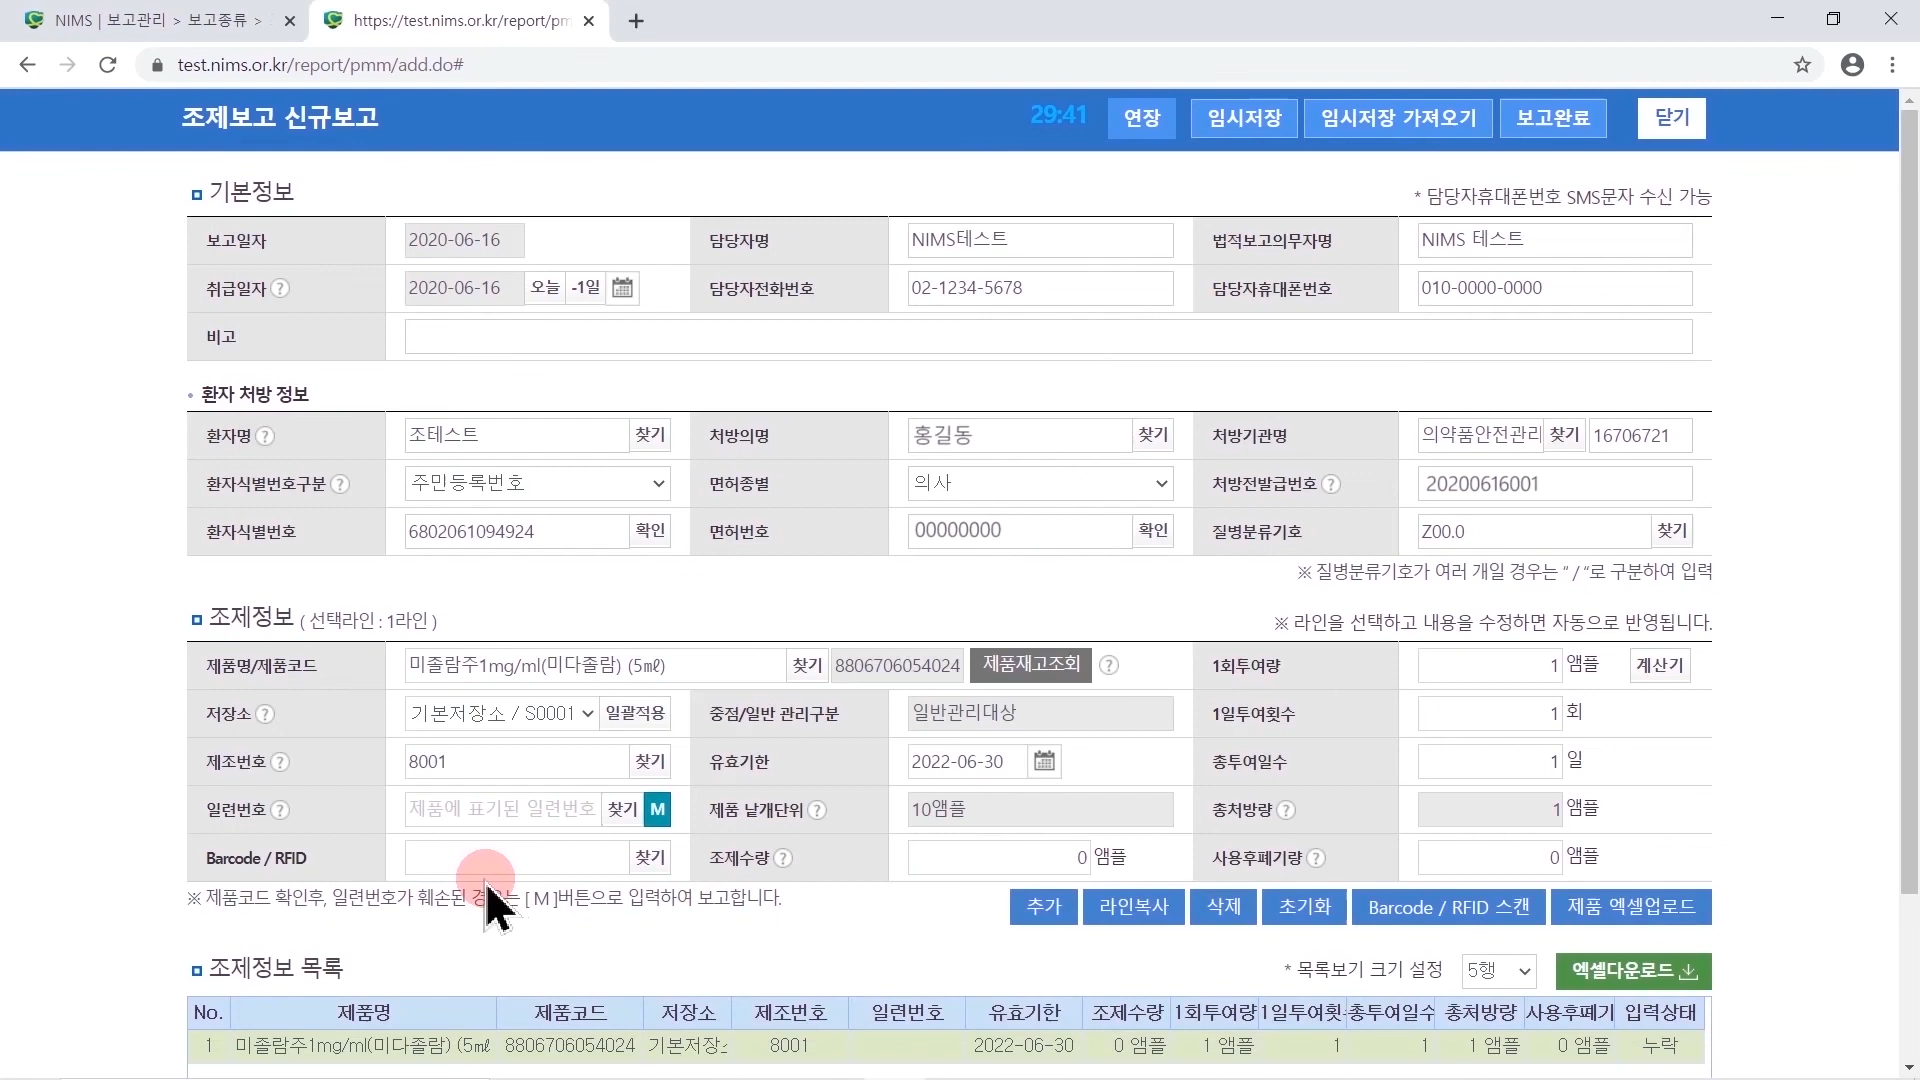 NIMS | 보고관리 > 보고종류 >
https://test.nims.or.kr/report/pm
test.nims.or.kr/report/pmm/add.do#
조제보고 신규보고
29:41 연장 임시저장 임시저장 가져오기 보고완료 닫기
기본정보
* 담당자휴대폰번호 SMS문자 수신 가능
보고일자 2020-06-16 담당자명 NIMS테스트 법적보고의무자명 NIMS 테스트
취급일자 ? 2020-06-16 오늘 -1일 담당자전화번호 02-1234-5678 담당자휴대폰번호 010-0000-0000
비고
• 환자 처방 정보
환자명 ? 조테스트 찾기 처방의명 홍길동 찾기 처방기관명 의약품안전관리 찾기 16706721
환자식별번호구분 ? 주민등록번호 면허종별 의사 처방전발급번호 ? 20200616001
환자식별번호 6802061094924 확인 면허번호 00000000 확인 질병분류기호 Z00.0 찾기
※ 질병분류기호가 여러 개일 경우는 “ / “로 구분하여 입력
조제정보 ( 선택라인 : 1라인 )
※ 라인을 선택하고 내용을 수정하면 자동으로 반영됩니다.
제품명/제품코드 미졸람주1mg/ml(미다졸람) (5㎖) 찾기 8806706054024 제품재고조회 ? 1회투여량 1 앰플 계산기
저장소 ? 기본저장소 / S0001 일괄적용 중점/일반 관리구분 일반관리대상 1일투여횟수 1 회
제조번호 ? 8001 찾기 유효기한 2022-06-30 총투여일수 1 일
일련번호 ? 제품에 표기된 일련번호 찾기 M 제품 낱개단위 ? 10앰플 총처방량 ? 1 앰플
Barcode / RFID 찾기 조제수량 ? 0 앰플 사용후폐기량 ? 0 앰플
※ 제품코드 확인후, 일련번호가 훼손된 경우는 [ M ]버튼으로 입력하여 보고합니다.
추가 라인복사 삭제 초기화 Barcode / RFID 스캔 제품 엑셀업로드
조제정보 목록
* 목록보기 크기 설정 5행 엑셀다운로드
No. 제품명 제품코드 저장소 제조번호 일련번호 유효기한 조제수량 1회투여량 1일투여횟 총투여일수 총처방량 사용후폐기 입력상태
1 미졸람주1mg/ml(미다졸람) (5㎖ 8806706054024 기본저장소 8001 2022-06-30 0 앰플 1 앰플 1 1 1 앰플 0 앰플 누락